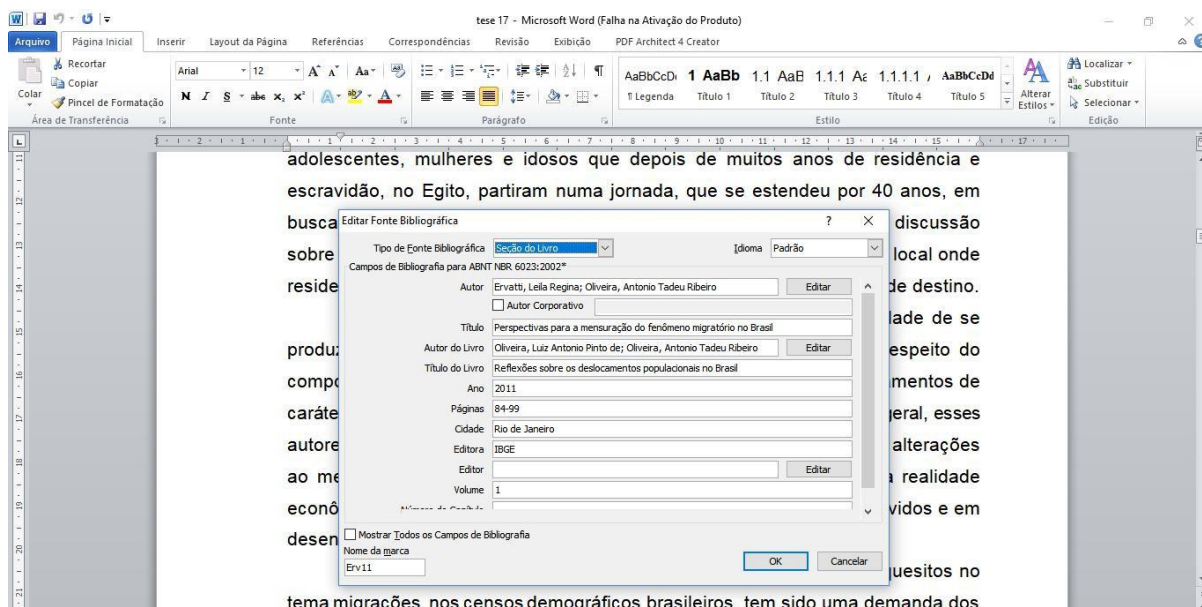 tese 17 - Microsoft Word (Falha na Ativação do Produto)
Arquivo Página Inicial Inserir Layout da Página Referências Correspondências Revisão Exibição PDF Architect 4 Creator
Recortar
Copiar
Pincel de Formatação
Colar
Área de Transferência
Arial 12
N I S abc x₂ x² A A
Fonte
Parágrafo
AaBbCcD 1 AaBb 1.1 AaB 1.1.1 Aa 1.1.1.1 AaBbCcDd
¶ Legenda Título 1 Título 2 Título 3 Título 4 Título 5
Alterar Estilos
Estilo
Localizar
Substituir
Selecionar
Edição
adolescentes, mulheres e idosos que depois de muitos anos de residência e
escravidão, no Egito, partiram numa jornada, que se estendeu por 40 anos, em
busca discussão
sobre local onde
reside de destino.
dade de se
produz espeito do
compo mentos de
caráte geral, esses
autore alterações
ao me realidade
econô vidos e em
desen
quesitos no
tema migrações, nos censos demográficos brasileiros, tem sido uma demanda dos
Editar Fonte Bibliográfica ? X
Tipo de Fonte Bibliográfica Seção do Livro Idioma Padrão
Campos de Bibliografia para ABNT NBR 6023:2002*
Autor Ervatti, Leila Regina; Oliveira, Antonio Tadeu Ribeiro Editar
Autor Corporativo
Título Perspectivas para a mensuração do fenômeno migratório no Brasil
Autor do Livro Oliveira, Luiz Antonio Pinto de; Oliveira, Antonio Tadeu Ribeiro Editar
Título do Livro Reflexões sobre os deslocamentos populacionais no Brasil
Ano 2011
Páginas 84-99
Cidade Rio de Janeiro
Editora IBGE
Editor Editar
Volume 1
Número do Capítulo
Mostrar Todos os Campos de Bibliografia
Nome da marca
Erv11
OK Cancelar